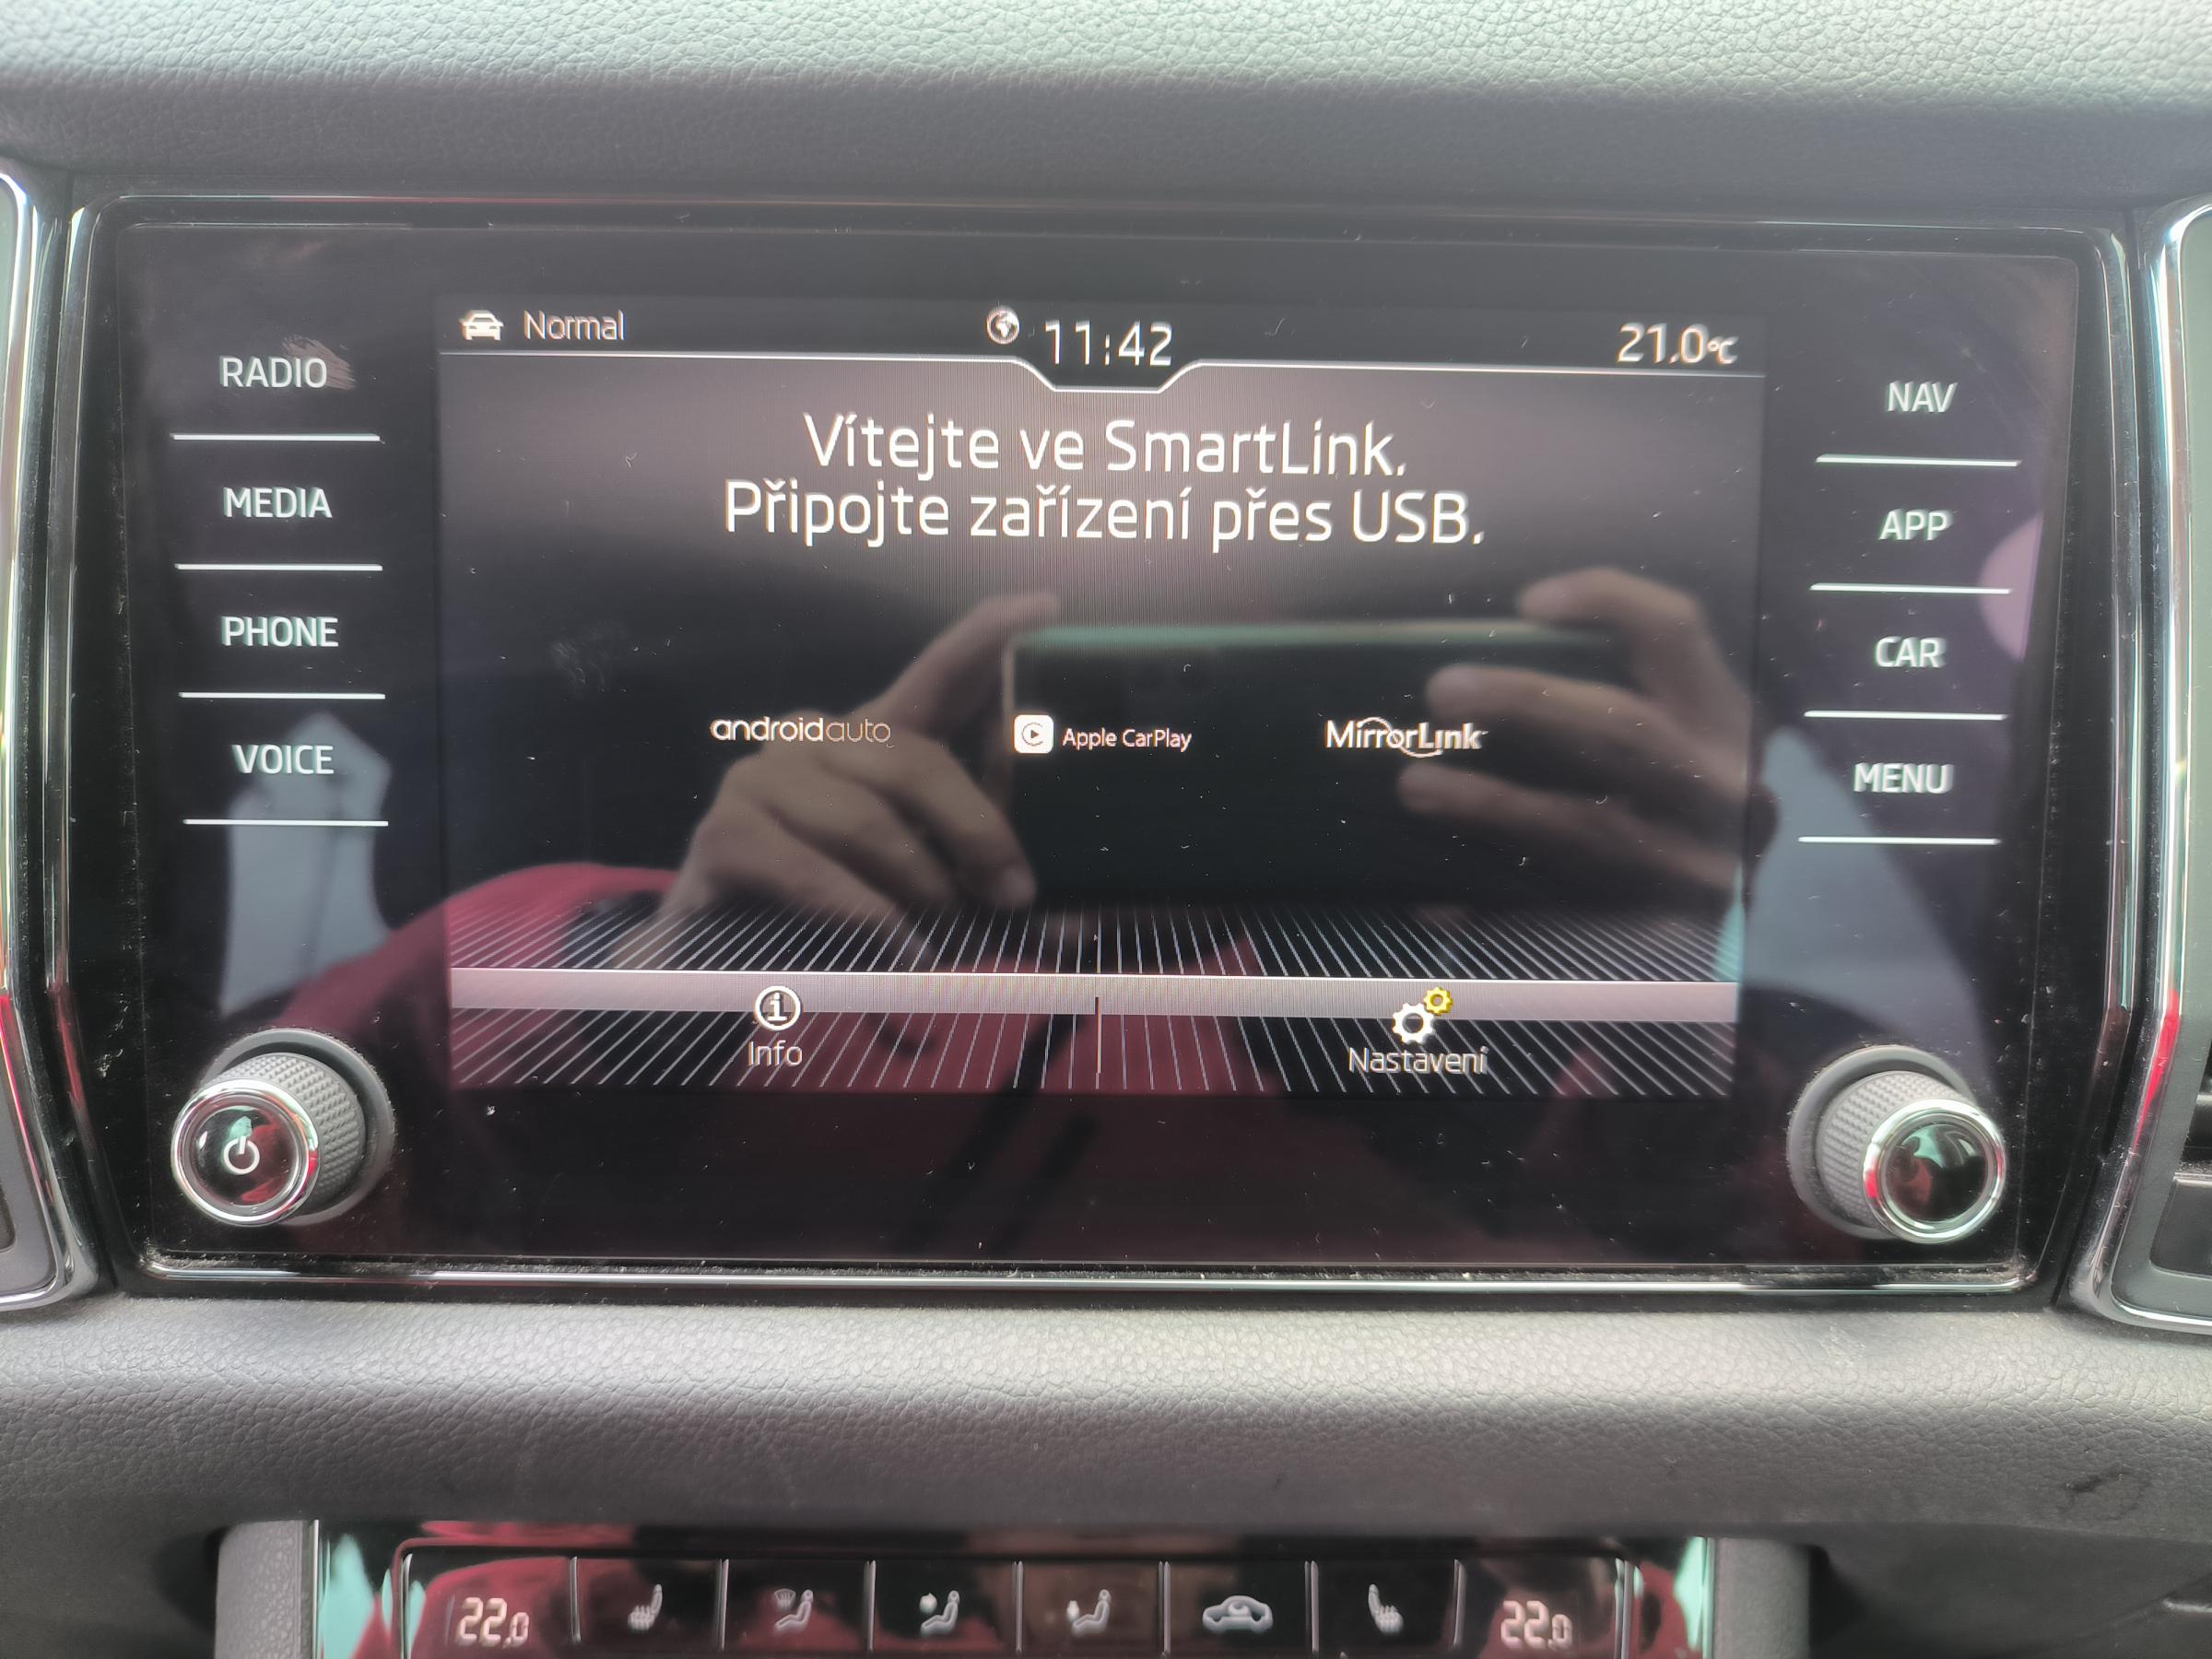 Normal
11:42
21.0°C
RADIO
MEDIA
PHONE
VOICE
NAV
APP
CAR
MENU
Vítejte ve SmartLink.
Připojte zařízení přes USB.
androidauto
Apple CarPlay
MirrorLink
Info
Nastavení
22.0
22.0